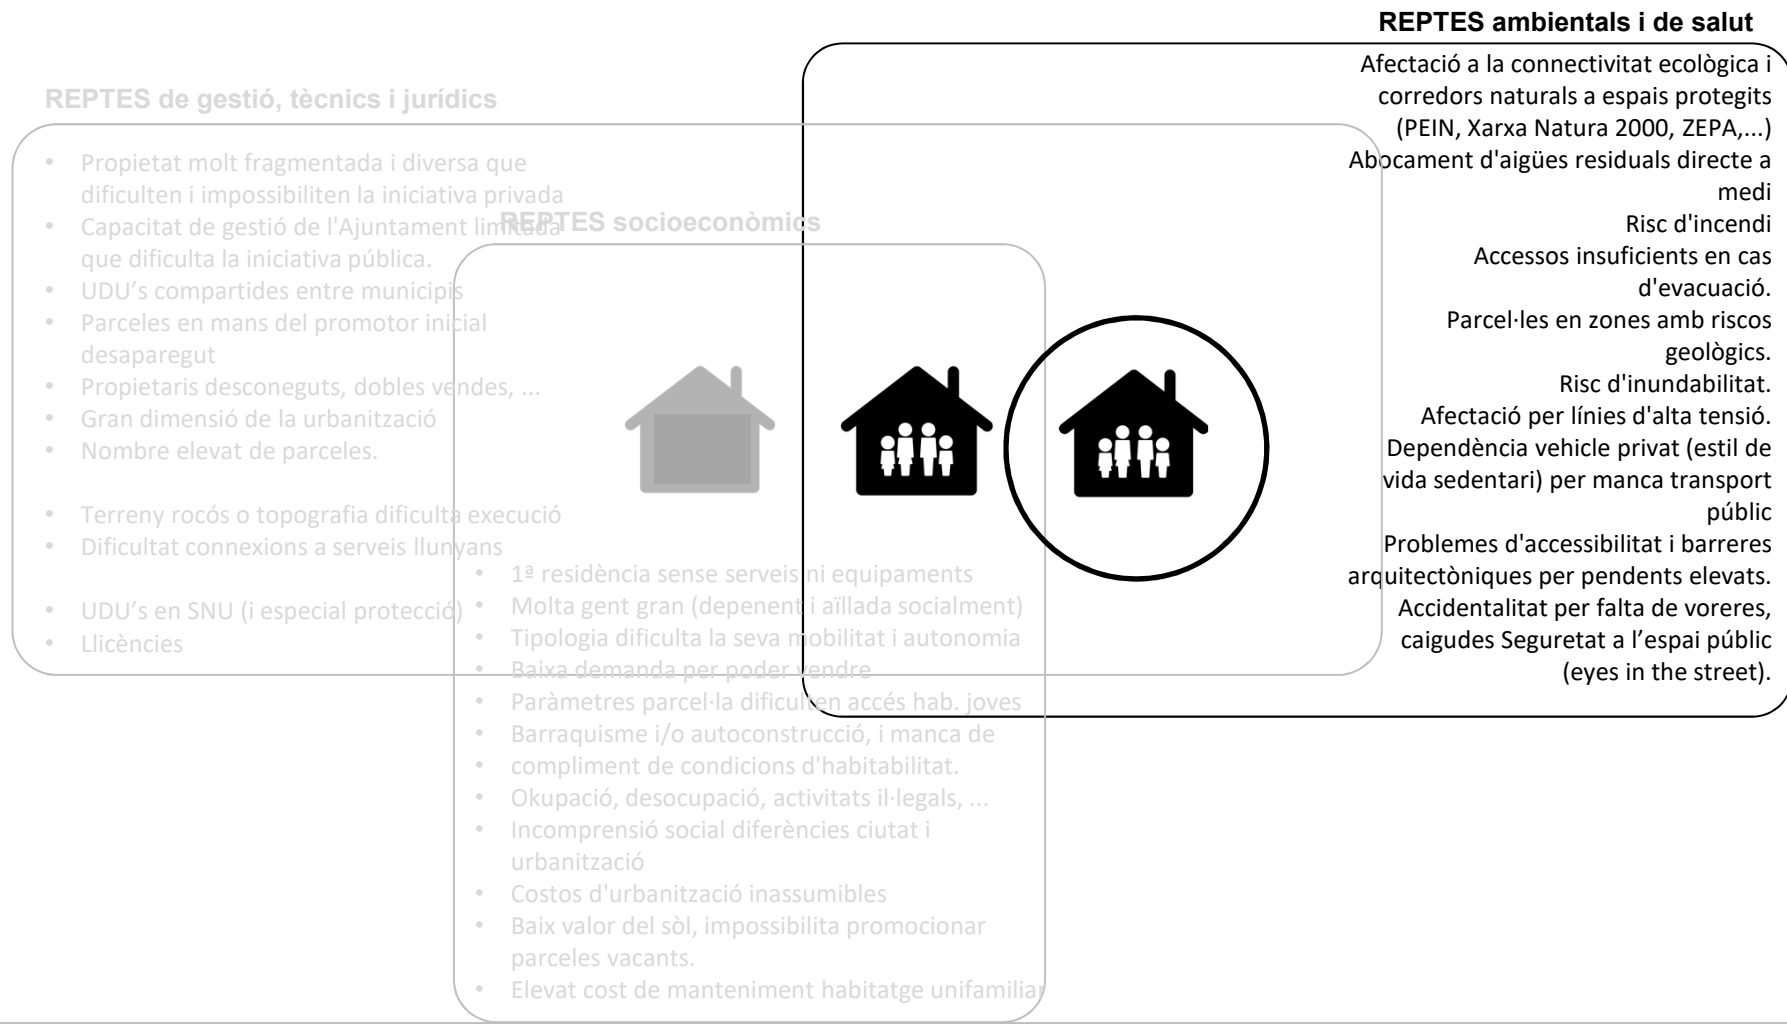 REPTES ambientals i de salut
Afectació a la connectivitat ecològica i
corredors naturals a espais protegits
(PEIN, Xarxa Natura 2000, ZEPA,...)
Abocament d'aigües residuals directe a
medi
Risc d'incendi
Accessos insuficients en cas
d'evacuació.
Parcel·les en zones amb riscos
geològics.
Risc d'inundabilitat.
Afectació per línies d'alta tensió.
Dependència vehicle privat (estil de
vida sedentari) per manca transport
públic
Problemes d'accessibilitat i barreres
arquitectòniques per pendents elevats.
Accidentalitat per falta de voreres,
caigudes Seguretat a l’espai públic
(eyes in the street).
REPTES de gestió, tècnics i jurídics
• Propietat molt fragmentada i diversa que
dificulten i impossibiliten la iniciativa privada
• Capacitat de gestió de l'Ajuntament limitada
que dificulta la iniciativa pública.
• UDU’s compartides entre municipis
• Parceles en mans del promotor inicial
desaparegut
• Propietaris desconeguts, dobles vendes, ...
• Gran dimensió de la urbanització
• Nombre elevat de parceles.
• Terreny rocós o topografia dificulta execució
• Dificultat connexions a serveis llunyans
• UDU’s en SNU (i especial protecció)
• Llicències
REPTES socioeconòmics
• 1ª residència sense serveis ni equipaments
• Molta gent gran (depenent i aïllada socialment)
• Tipologia dificulta la seva mobilitat i autonomia
• Baixa demanda per poder vendre
• Paràmetres parcel·la dificulten accés hab. joves
• Barraquisme i/o autoconstrucció, i manca de
• compliment de condicions d'habitabilitat.
• Okupació, desocupació, activitats il·legals, ...
• Incomprensió social diferències ciutat i
urbanització
• Costos d'urbanització inassumibles
• Baix valor del sòl, impossibilita promocionar
parceles vacants.
• Elevat cost de manteniment habitatge unifamiliar